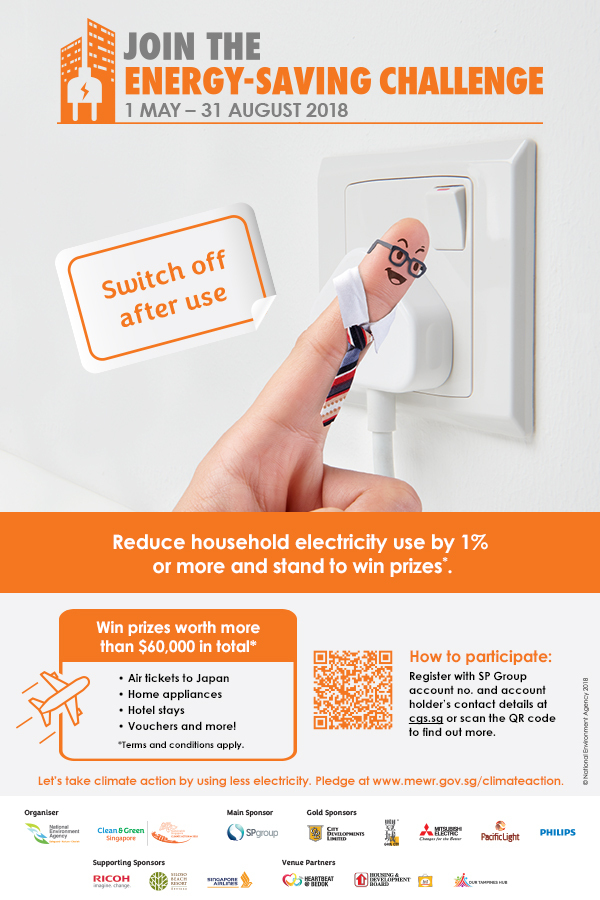 JOIN THE
ENERGY-SAVING CHALLENGE
1 MAY – 31 AUGUST 2018
Switch off
after use
Reduce household electricity use by 1%
or more and stand to win prizes*.
Win prizes worth more
than $60,000 in total*
• Air tickets to Japan
• Home appliances
• Hotel stays
• Vouchers and more!
*Terms and conditions apply.
How to participate:
Register with SP Group
account no. and account
holder's contact details at
cgs.sg or scan the QR code
to find out more.
© National Environment Agency 2018
Let's take climate action by using less electricity. Pledge at www.mewr.gov.sg/climateaction.
Organiser
Main Sponsor
Gold Sponsors
National
Environment
Agency
Clean & Green
Singapore
SPgroup
CITY
DEVELOPMENTS
LIMITED
MITSUBISHI
ELECTRIC
Changes for the Better
PacificLight
PHILIPS
Supporting Sponsors
Venue Partners
RICOH
imagine. change.
SILOSO
BEACH
RESORT
SINGAPORE
AIRLINES
HEARTBEAT
@ BEDOK
HOUSING &
DEVELOPMENT
BOARD
OUR TAMPINES HUB